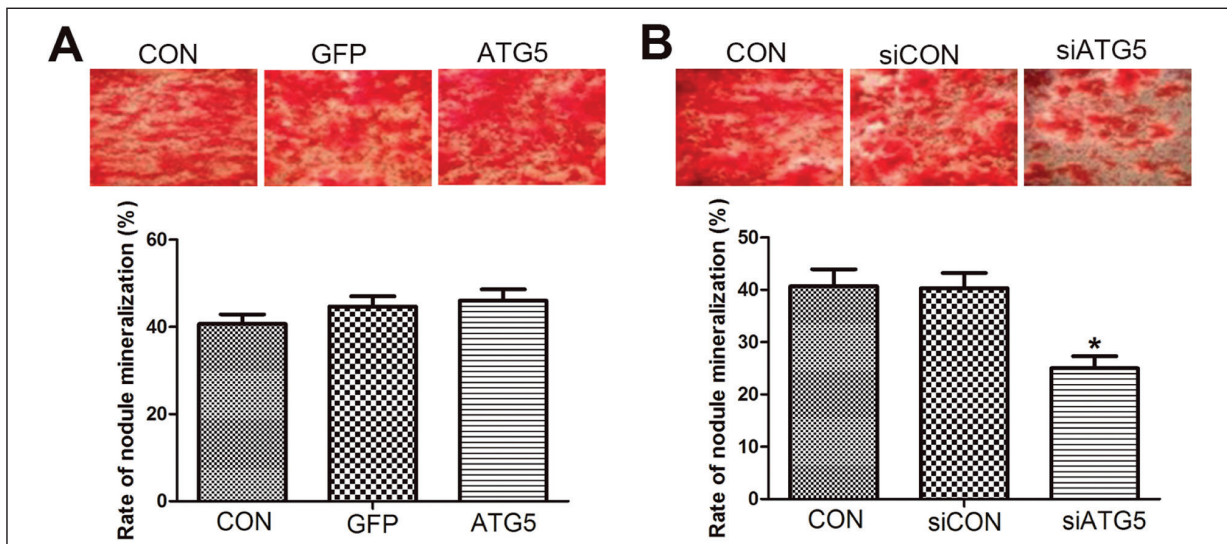 A
CON GFP ATG5
Rate of nodule mineralization (%)
60
40
20
0
CON GFP ATG5
B
CON siCON siATG5
Rate of nodule mineralization (%)
50
40
30
20
10
0
*
CON siCON siATG5